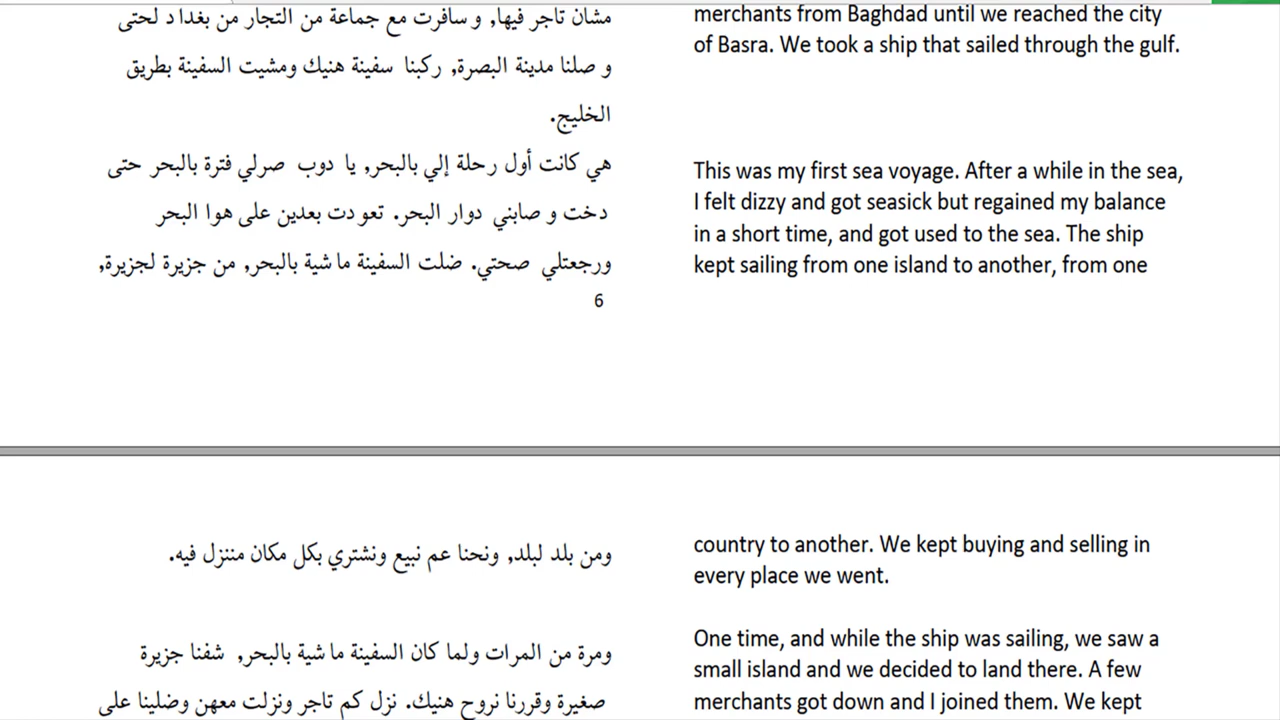 مشان تاجر فيها, و سافرت مع جماعة من التجار من بغداد لحتى
و صلنا مدينة البصرة, ركبنا سفينة هنيك ومشيت السفينة بطريق
الخليج.
هي كانت أول رحلة إلي بالبحر, يا دوب صرلي فترة بالبحر حتى
دخت و صابني دوار البحر. تعودت بعدين على هوا البحر
ورجعتلي صحتي. ضلت السفينة ماشية بالبحر, من جزيرة لجزيرة,
6
merchants from Baghdad until we reached the city
of Basra. We took a ship that sailed through the gulf.
This was my first sea voyage. After a while in the sea,
I felt dizzy and got seasick but regained my balance
in a short time, and got used to the sea. The ship
kept sailing from one island to another, from one
ومن بلد لبلد, ونحنا عم نبيع ونشتري بكل مكان مننزل فيه.
ومرة من المرات ولما كان السفينة ماشية بالبحر, شفنا جزيرة
صغيرة وقررنا نروح هنيك. نزل كم تاجر ونزلت معهن وضلينا على
country to another. We kept buying and selling in
every place we went.
One time, and while the ship was sailing, we saw a
small island and we decided to land there. A few
merchants got down and I joined them. We kept